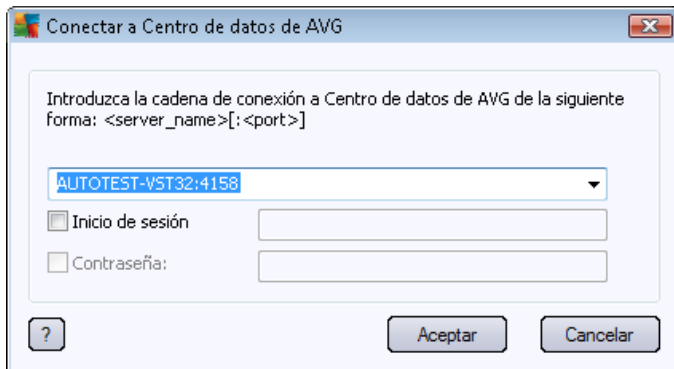 Conectar a Centro de datos de AVG
Introduzca la cadena de conexión a Centro de datos de AVG de la siguiente
forma: <server_name>[:<port>]
AUTOTEST-VST32:4158
Inicio de sesión
Contraseña:
?
Aceptar
Cancelar